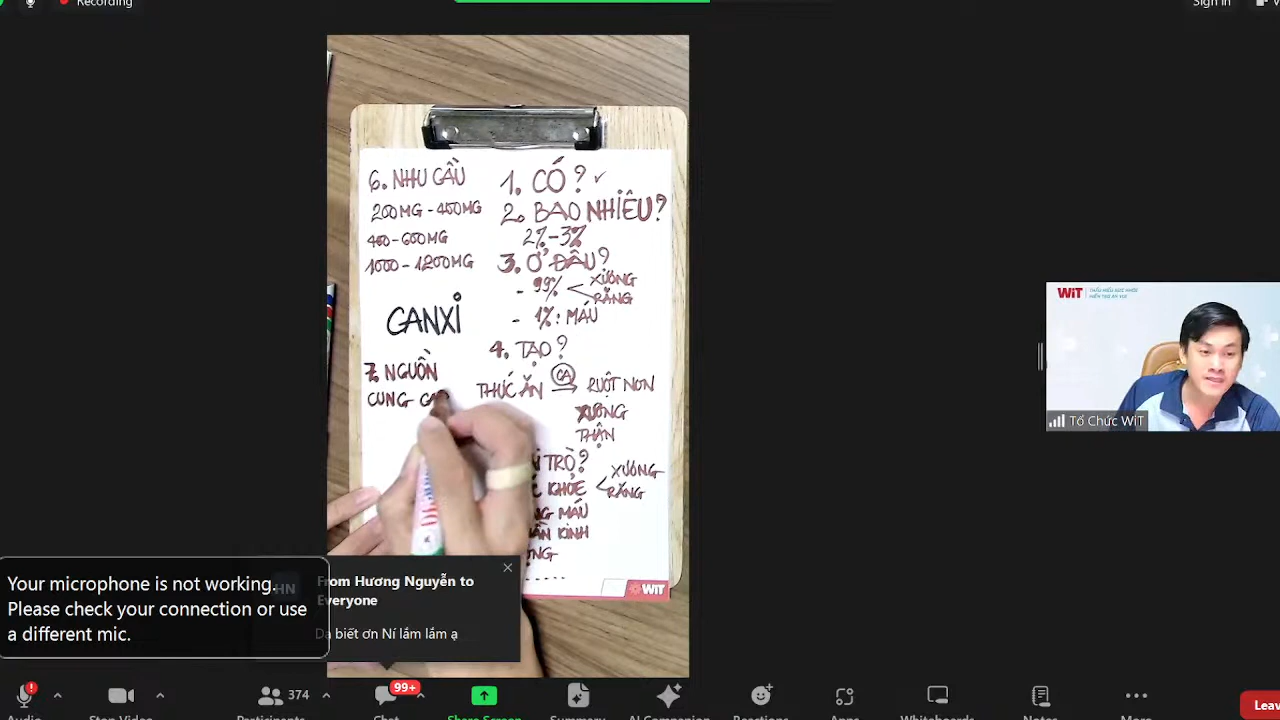 Recording
Sign in
6. NHU CẦU
200MG - 450MG
400-600MG
1000 - 1200MG
CANXI
7. NGUỒN
CUNG
1. CÓ? ✓
2. BAO NHIÊU?
2%-3%
3. Ở ĐÂU?
- 99% < XƯƠNG
RĂNG
- 1%: MÁU
4. TẠO?
THỨC ĂN CA → RUỘT NON
XƯƠNG
THẬN
TRÒ?
KHỎE < XƯƠNG
RĂNG
MÁU
KINH
WiT
WiT
Tổ Chức WiT
Your microphone is not working.
Please check your connection or use
a different mic.
HN
From Hương Nguyễn to
Everyone
Dạ biết ơn Ní lắm lắm ạ
99+
374
Audio
Stop Video
Participants
Chat
Share Screen
Summary
AI Companion
Reactions
Apps
Whiteboards
Notes
More